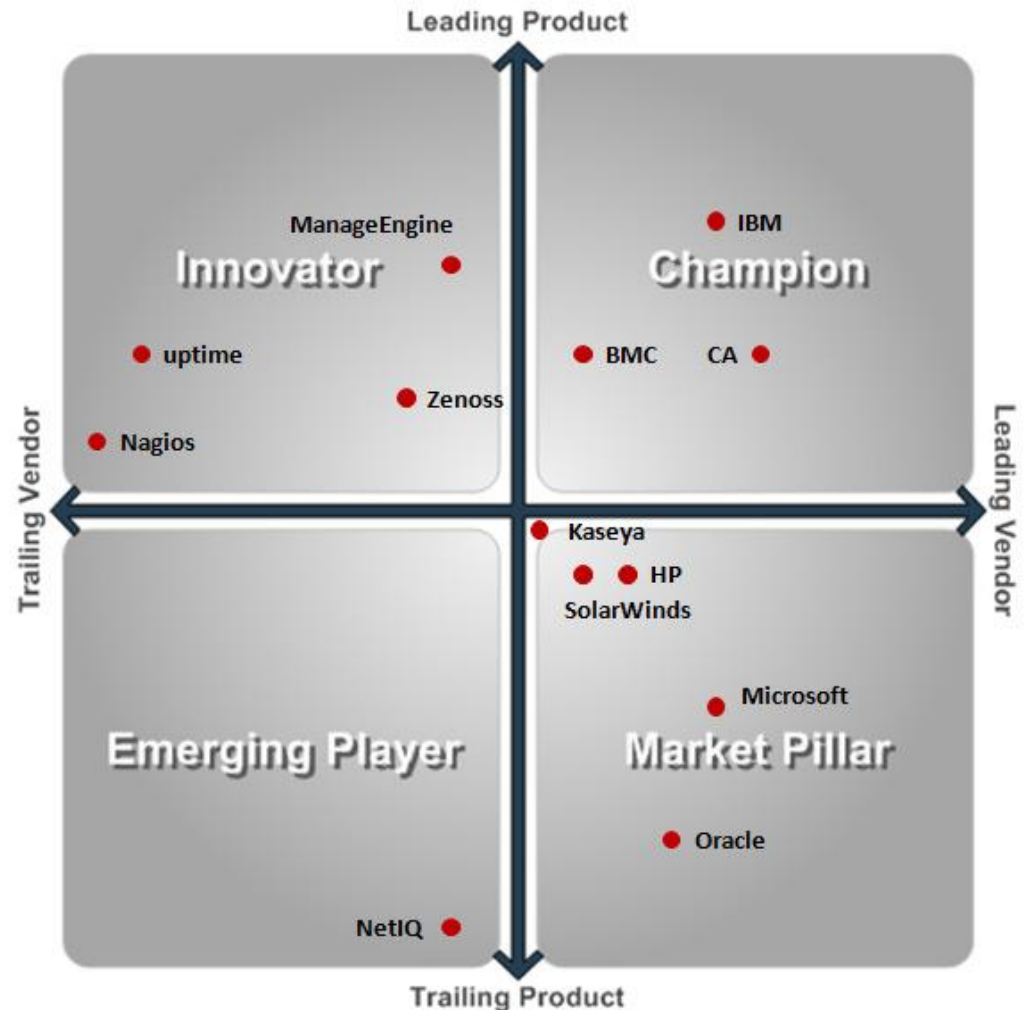 Leading Product
ManageEngine
IBM
Innovator
Champion
uptime
BMC
CA
Zenoss
Nagios
Trailing Vendor
Leading Vendor
Kaseya
HP
SolarWinds
Microsoft
Emerging Player
Market Pillar
Oracle
NetIQ
Trailing Product